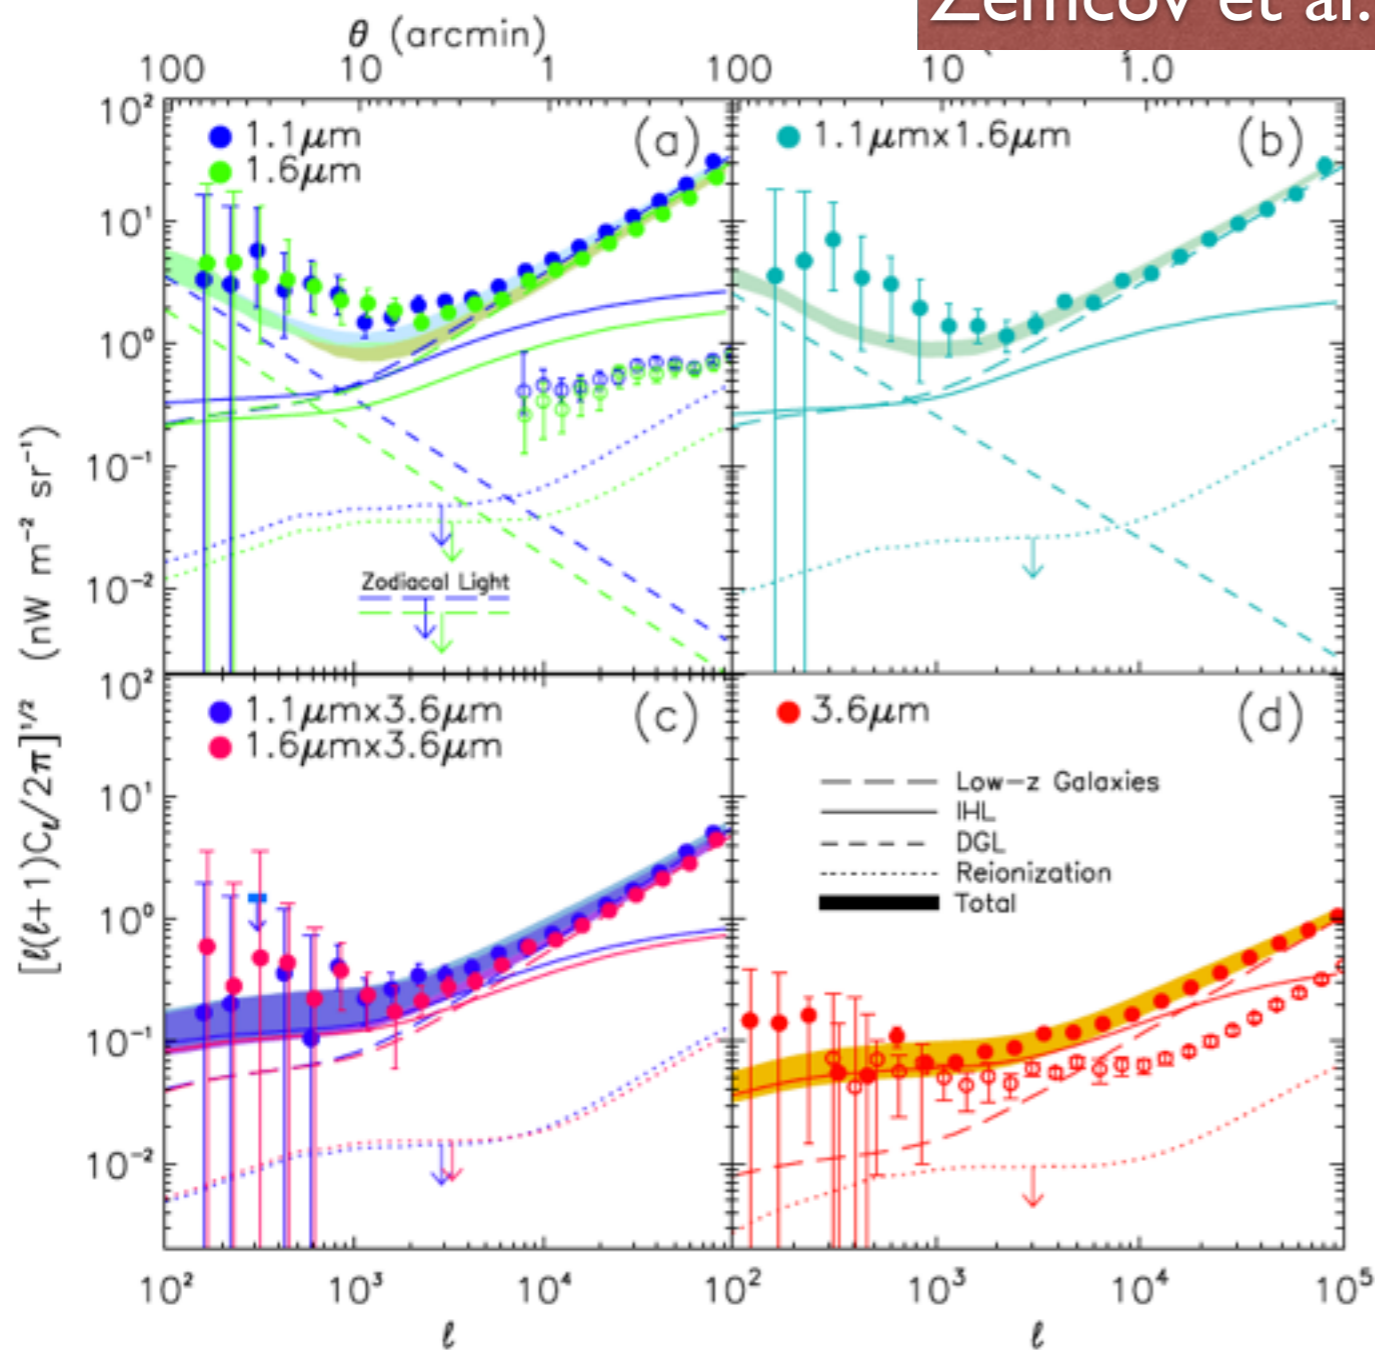 Zemcov et al.
θ (arcmin)
100 10 1 100 10 1.0
10² 10¹ 10⁰ 10⁻¹ 10⁻²
1.1μm
1.6μm
(a)
Zodiacal Light
1.1μmx1.6μm
(b)
[ℓ(ℓ+1)Cℓ/2π]¹/² (nW m⁻² sr⁻¹)
10² 10¹ 10⁰ 10⁻¹ 10⁻²
1.1μmx3.6μm
1.6μmx3.6μm
(c)
3.6μm
(d)
Low-z Galaxies
IHL
DGL
Reionization
Total
10² 10³ 10⁴ 10² 10³ 10⁴ 10⁵
ℓ ℓ